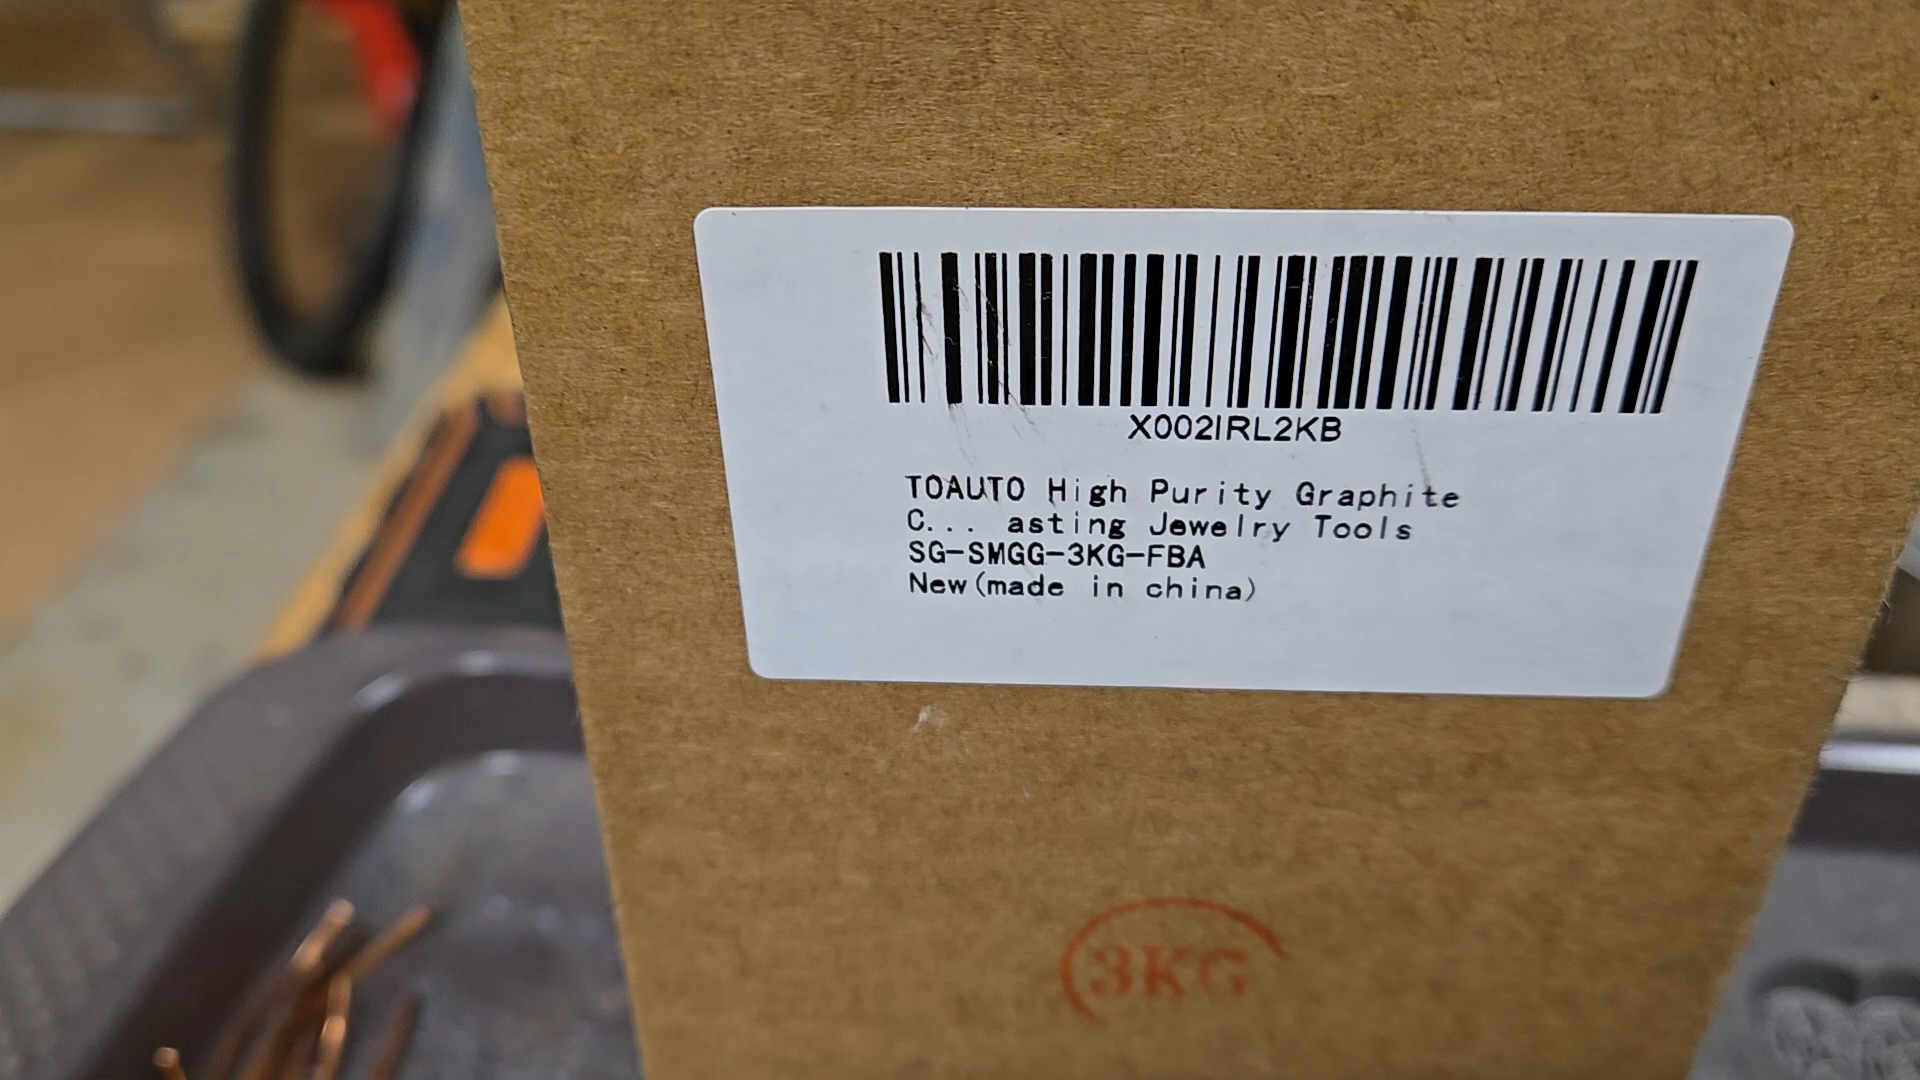 X002IRL2KB
TOAUTO High Purity Graphite
C... asting Jewelry Tools
SG-SMGG-3KG-FBA
New(made in china)
3KG